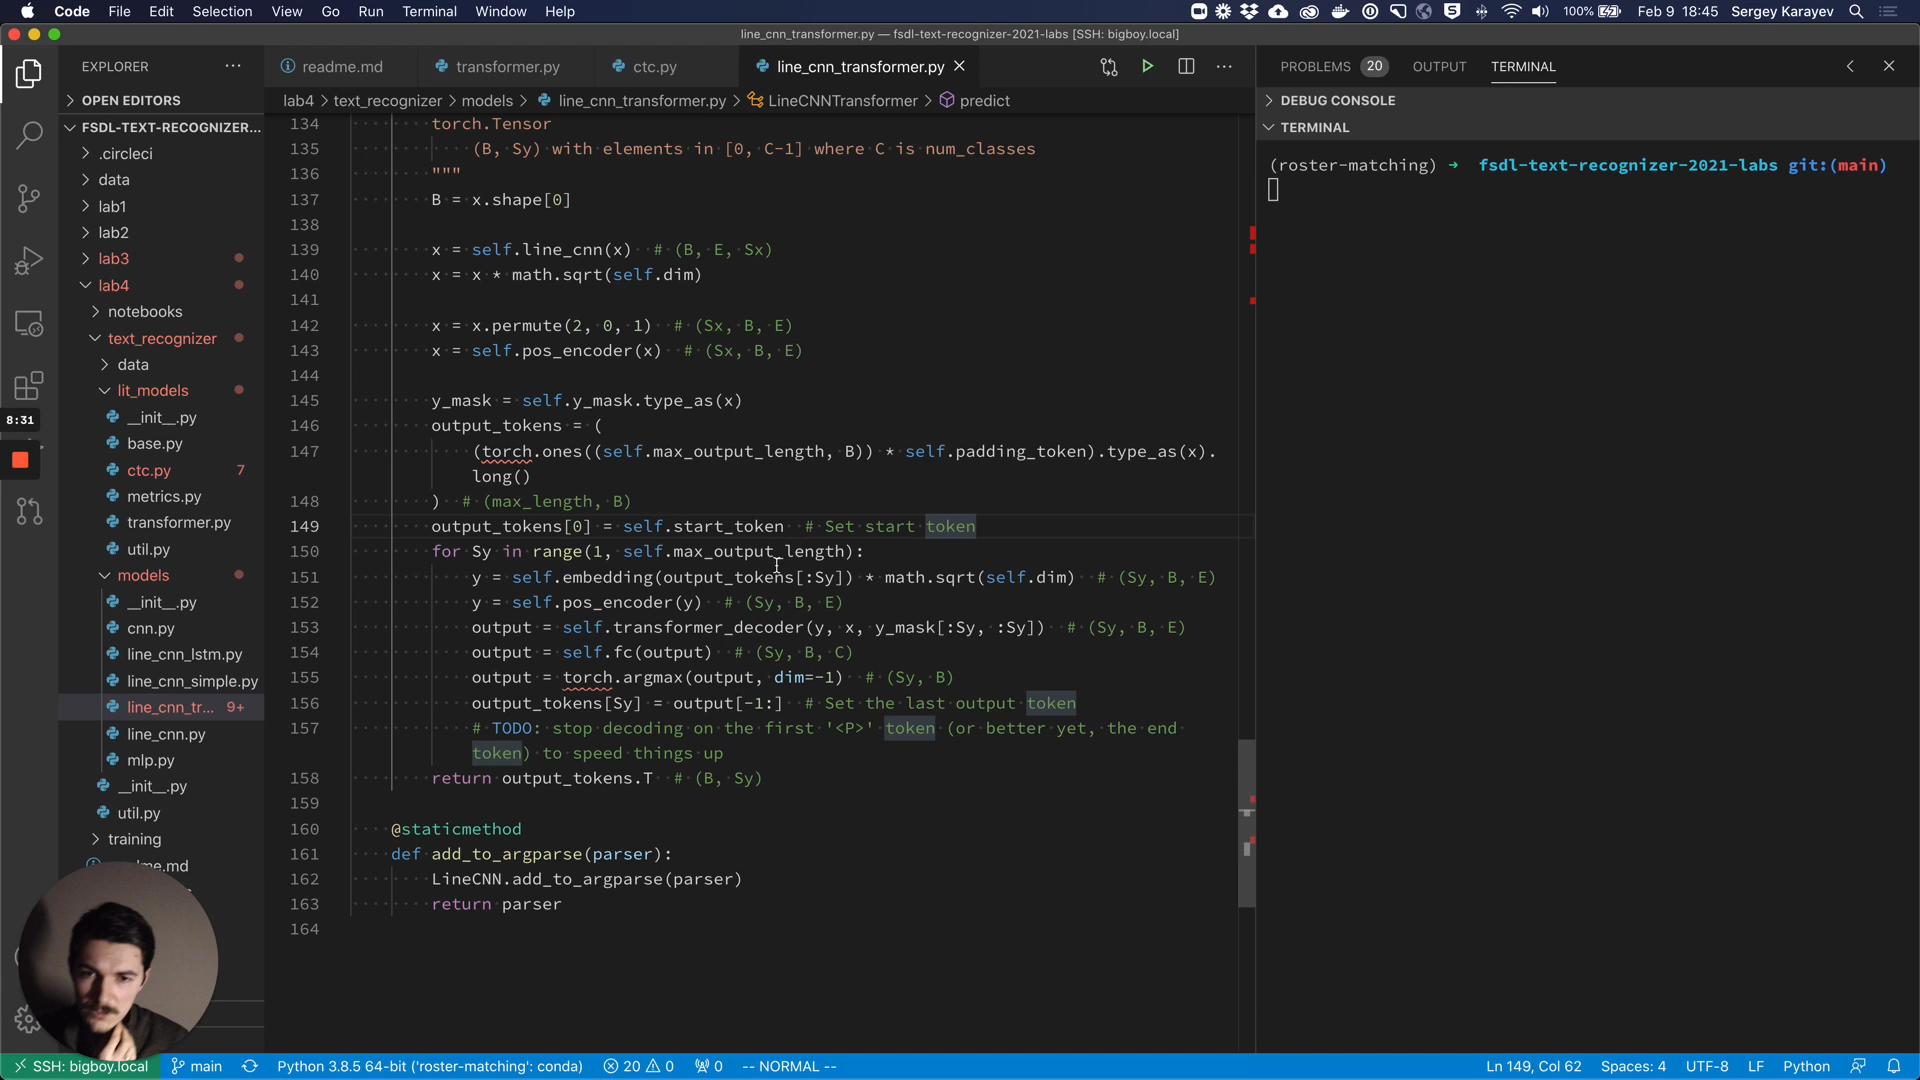 Code File Edit Selection View Go Run Terminal Window Help 100% Feb 9 18:45 Sergey Karayev
line_cnn_transformer.py — fsdl-text-recognizer-2021-labs [SSH: bigboy.local]
EXPLORER ...
readme.md transformer.py ctc.py line_cnn_transformer.py
PROBLEMS 20 OUTPUT TERMINAL
OPEN EDITORS
lab4 > text_recognizer > models > line_cnn_transformer.py > LineCNNTransformer > predict
DEBUG CONSOLE
TERMINAL
(roster-matching) → fsdl-text-recognizer-2021-labs git:(main)
FSDL-TEXT-RECOGNIZER...
.circleci
data
lab1
lab2
lab3
lab4
notebooks
text_recognizer
data
lit_models
__init__.py
base.py
ctc.py 7
metrics.py
transformer.py
util.py
models
__init__.py
cnn.py
line_cnn_lstm.py
line_cnn_simple.py
line_cnn_tr... 9+
line_cnn.py
mlp.py
__init__.py
util.py
training
8:31
134 torch.Tensor
135 (B, Sy) with elements in [0, C-1] where C is num_classes
136 """
137 B = x.shape[0]
138
139 x = self.line_cnn(x) # (B, E, Sx)
140 x = x * math.sqrt(self.dim)
141
142 x = x.permute(2, 0, 1) # (Sx, B, E)
143 x = self.pos_encoder(x) # (Sx, B, E)
144
145 y_mask = self.y_mask.type_as(x)
146 output_tokens = (
147 (torch.ones((self.max_output_length, B)) * self.padding_token).type_as(x).
long()
148 ) # (max_length, B)
149 output_tokens[0] = self.start_token # Set start token
150 for Sy in range(1, self.max_output_length):
151 y = self.embedding(output_tokens[:Sy]) * math.sqrt(self.dim) # (Sy, B, E)
152 y = self.pos_encoder(y) # (Sy, B, E)
153 output = self.transformer_decoder(y, x, y_mask[:Sy, :Sy]) # (Sy, B, E)
154 output = self.fc(output) # (Sy, B, C)
155 output = torch.argmax(output, dim=-1) # (Sy, B)
156 output_tokens[Sy] = output[-1:] # Set the last output token
157 # TODO: stop decoding on the first '<P>' token (or better yet, the end
token) to speed things up
158 return output_tokens.T # (B, Sy)
159
160 @staticmethod
161 def add_to_argparse(parser):
162 LineCNN.add_to_argparse(parser)
163 return parser
164
SSH: bigboy.local main Python 3.8.5 64-bit ('roster-matching': conda) 20 0 0 -- NORMAL -- Ln 149, Col 62 Spaces: 4 UTF-8 LF Python